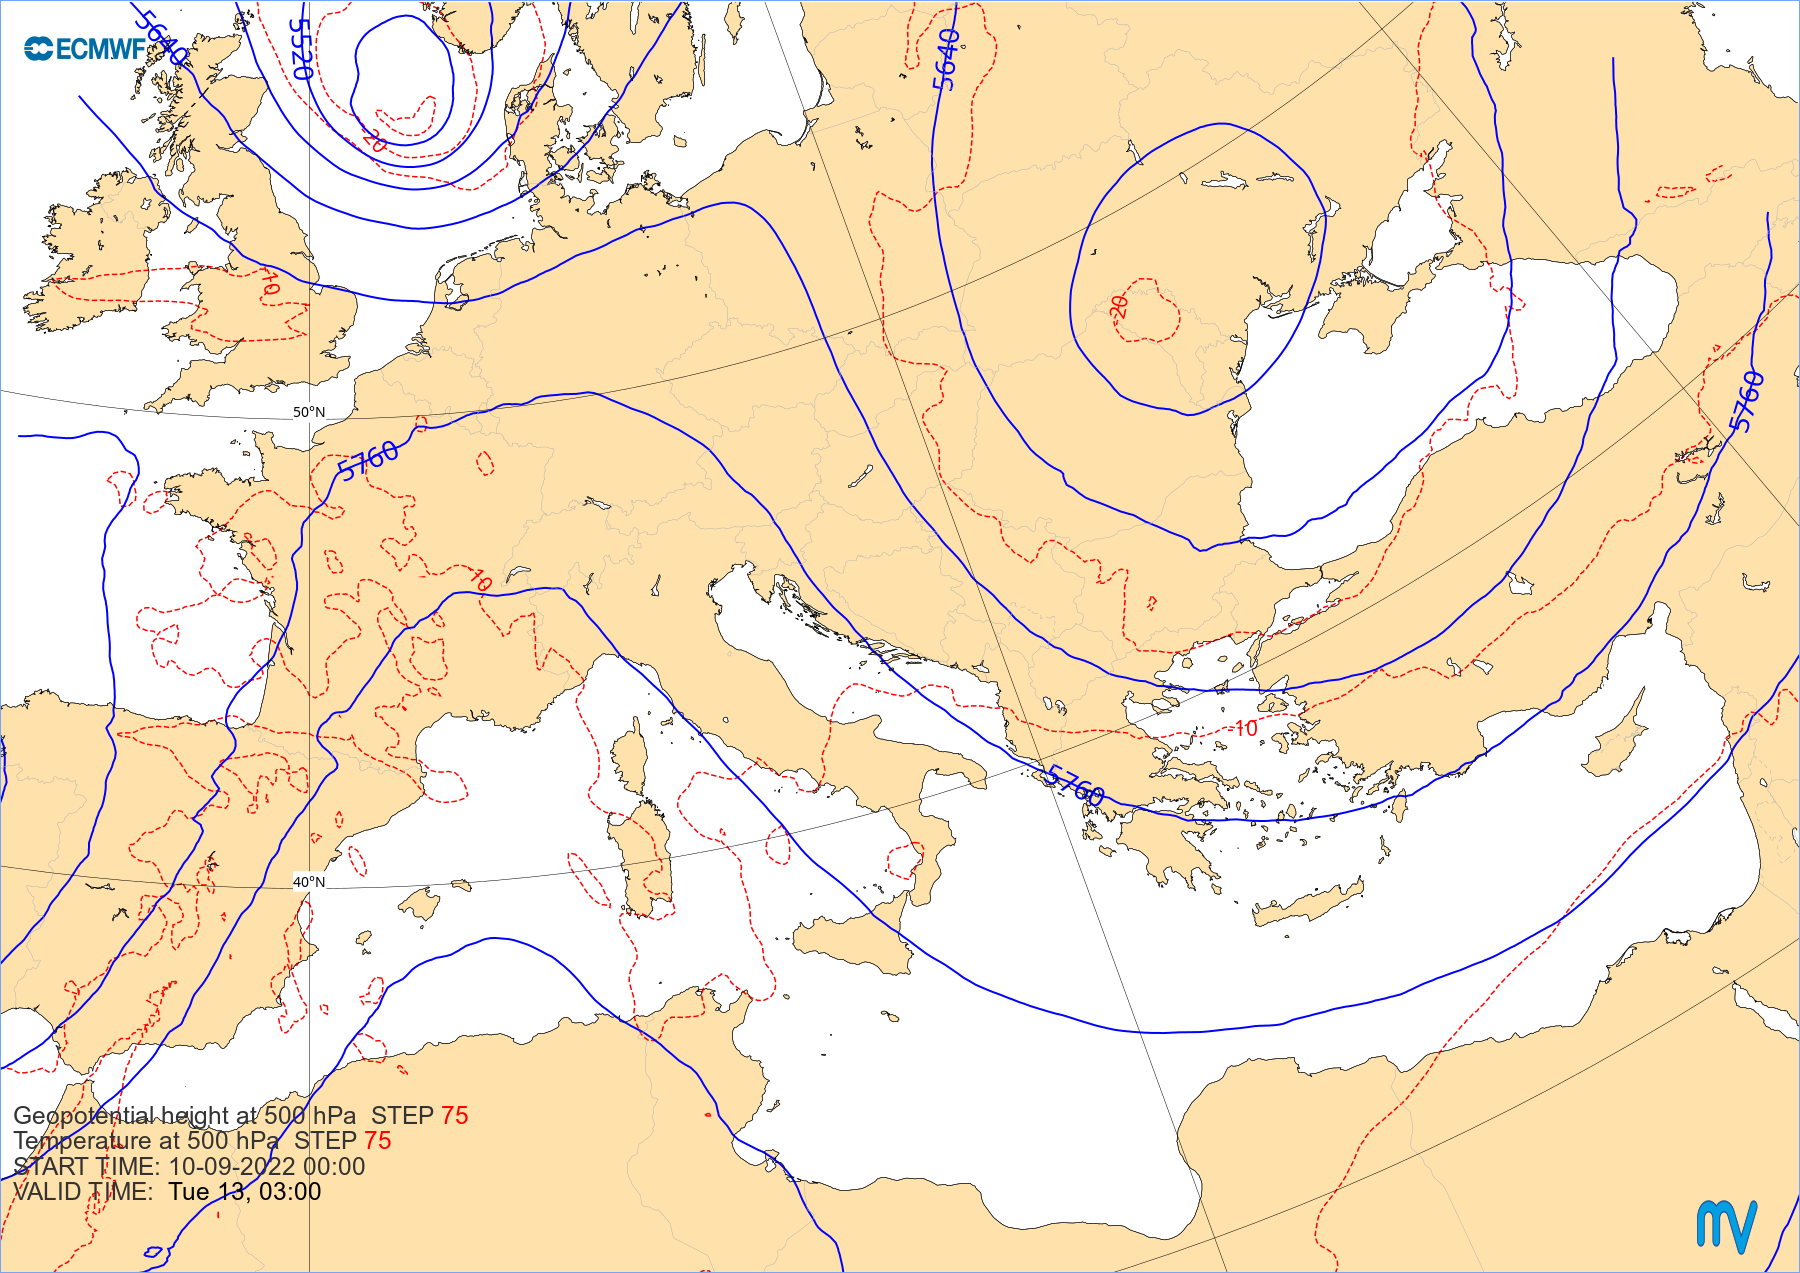 5640
5520
5640
ECMWF
-20
-10
-20
50°N
5760
5760
-10
-10
5760
40°N
Geopotential height at 500 hPa  STEP 75
Temperature at 500 hPa  STEP 75
START TIME: 10-09-2022 00:00
VALID TIME:  Tue 13, 03:00